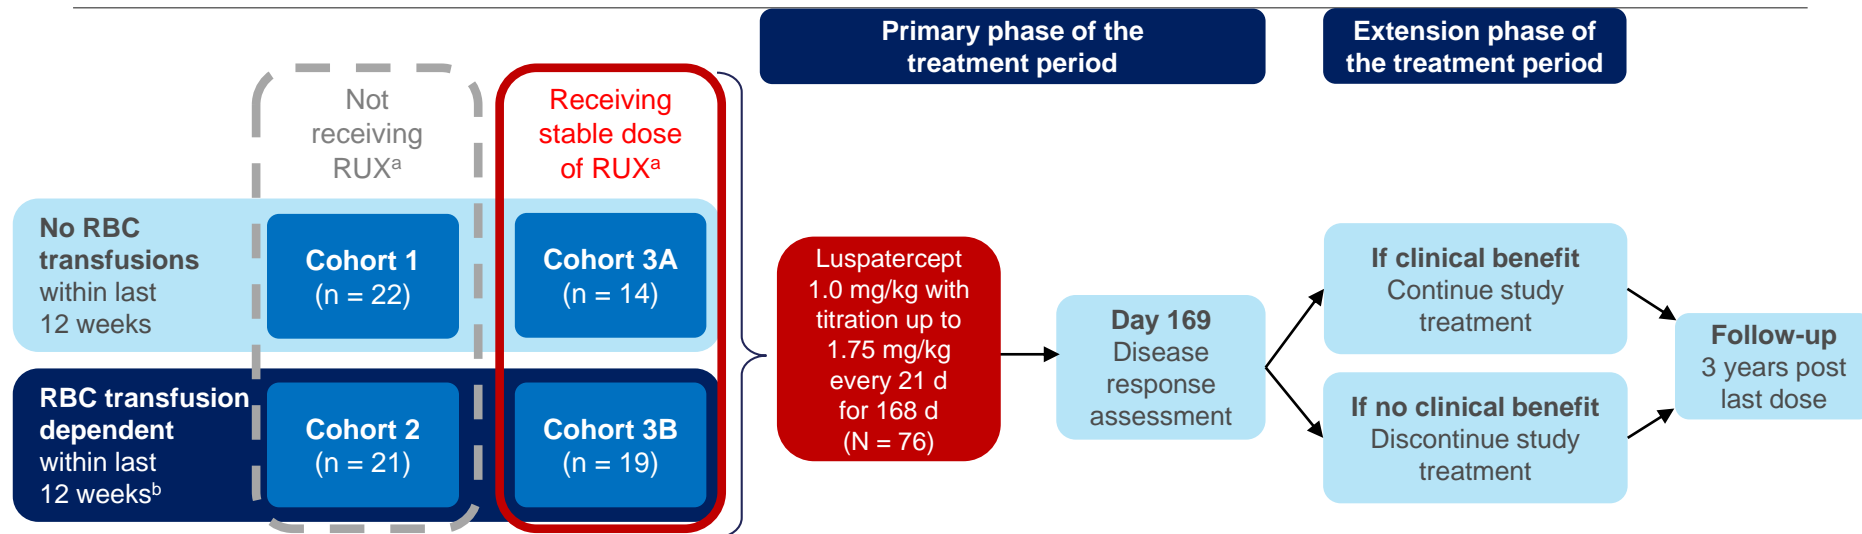 Primary phase of the
treatment period
Extension phase of
the treatment period
Not
receiving
RUXᵃ
Receiving
stable dose
of RUXᵃ
No RBC
transfusions
within last
12 weeks
Cohort 1
(n = 22)
Cohort 3A
(n = 14)
RBC transfusion
dependent
within last
12 weeksᵇ
Cohort 2
(n = 21)
Cohort 3B
(n = 19)
Luspatercept
1.0 mg/kg with
titration up to
1.75 mg/kg
every 21 d
for 168 d
(N = 76)
Day 169
Disease
response
assessment
If clinical benefit
Continue study
treatment
If no clinical benefit
Discontinue study
treatment
Follow-up
3 years post
last dose